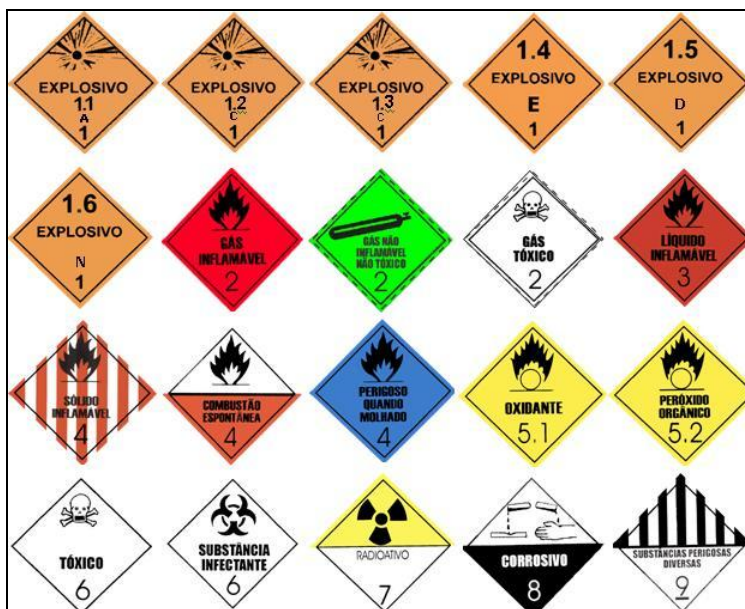 EXPLOSIVO
1.1
A
1
EXPLOSIVO
1.2
C
1
EXPLOSIVO
1.3
C
1
1.4
EXPLOSIVO
E
1
1.5
EXPLOSIVO
D
1
1.6
EXPLOSIVO
N
1
GÁS
INFLAMÁVEL
2
GÁS NÃO
INFLAMÁVEL
NÃO TÓXICO
2
GÁS
TÓXICO
2
LÍQUIDO
INFLAMÁVEL
3
SÓLIDO
INFLAMÁVEL
4
COMBUSTÃO
ESPONTÂNEA
4
PERIGOSO
QUANDO
MOLHADO
4
OXIDANTE
5.1
PERÓXIDO
ORGÂNICO
5.2
TÓXICO
6
SUBSTÂNCIA
INFECTANTE
6
RADIOATIVO
7
CORROSIVO
8
SUBSTÂNCIAS PERIGOSAS
DIVERSAS
9